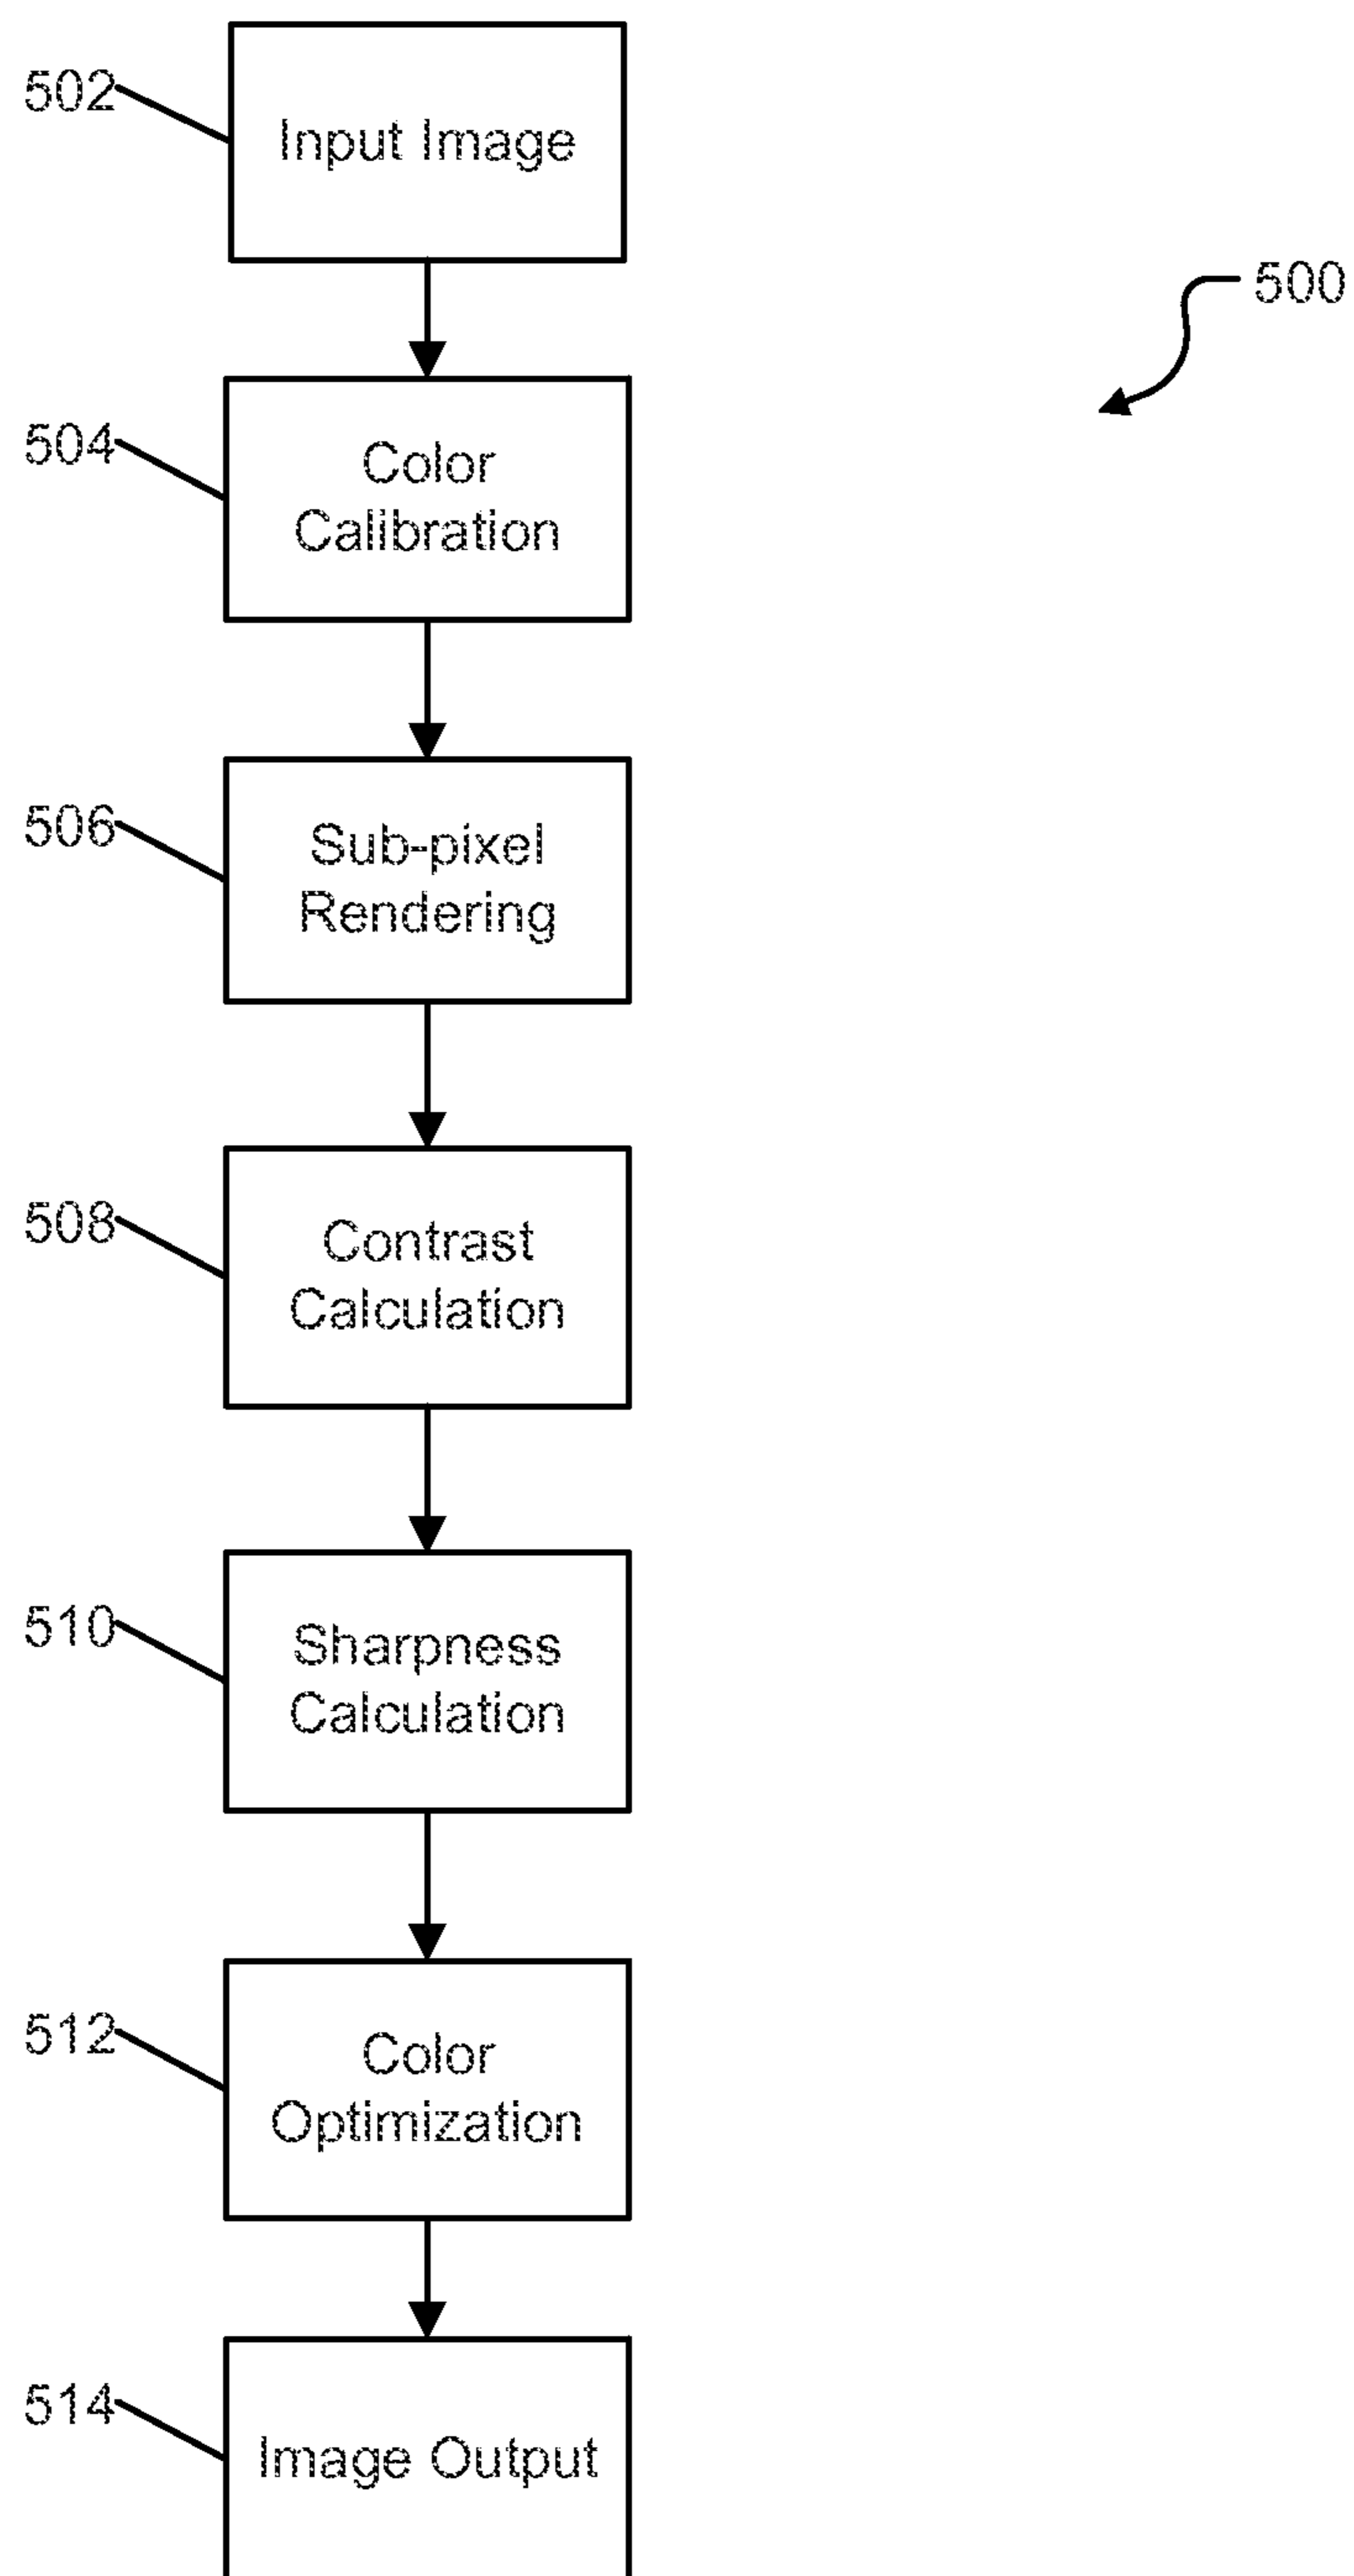 502
Input Image
500
504
Color
Calibration
506
Sub-pixel
Rendering
508
Contrast
Calculation
510
Sharpness
Calculation
512
Color
Optimization
514
Image Output